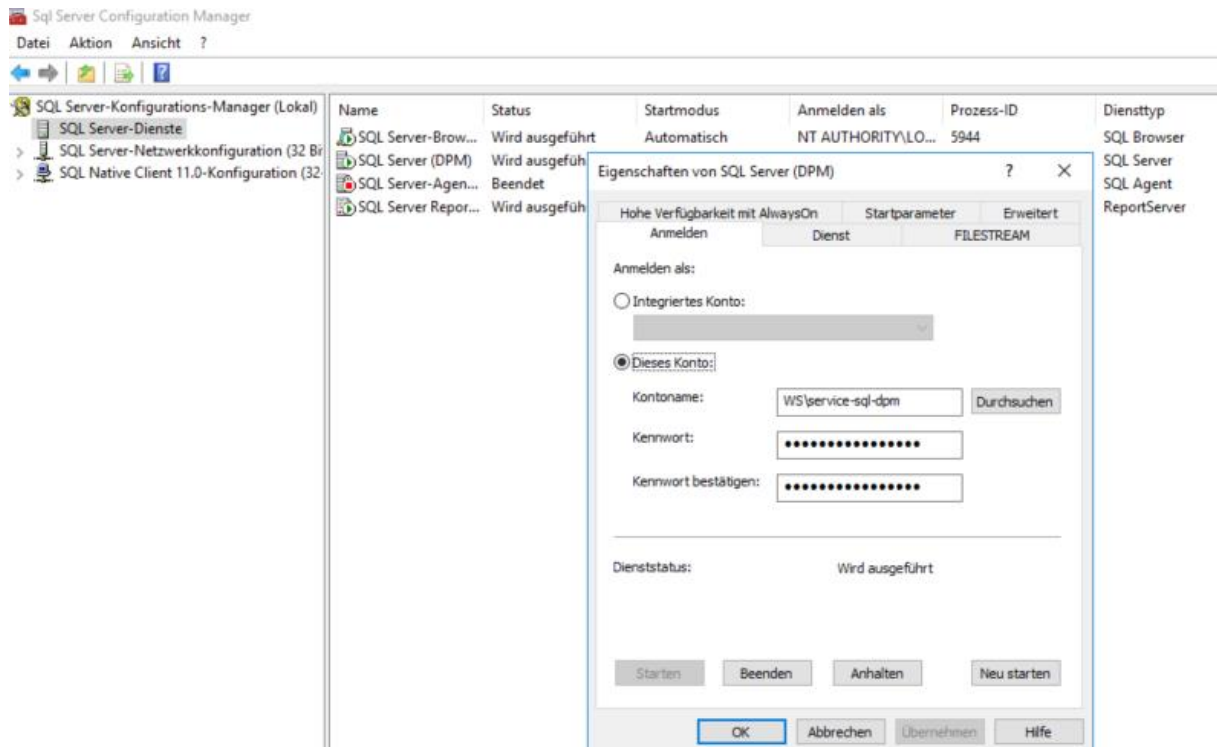 Sql Server Configuration Manager
Datei Aktion Ansicht ?
SQL Server-Konfigurations-Manager (Lokal)
SQL Server-Dienste
SQL Server-Netzwerkkonfiguration (32 Bi
SQL Native Client 11.0-Konfiguration (32-
Name Status Startmodus Anmelden als Prozess-ID Diensttyp
SQL Server-Brow... Wird ausgeführt Automatisch NT AUTHORITY\LO... 5944 SQL Browser
SQL Server (DPM) Wird ausgefüh SQL Server
SQL Server-Agen... Beendet SQL Agent
SQL Server Repor... Wird ausgefüh ReportServer
Eigenschaften von SQL Server (DPM) ?
Hohe Verfügbarkeit mit AlwaysOn Startparameter Erweitert
Anmelden Dienst FILESTREAM
Anmelden als:
Integriertes Konto:
Dieses Konto:
Kontoname: WS\service-sql-dpm Durchsuchen
Kennwort: ••••••••••••••••
Kennwort bestätigen: ••••••••••••••••
Dienststatus: Wird ausgeführt
Starten Beenden Anhalten Neu starten
OK Abbrechen Übernehmen Hilfe